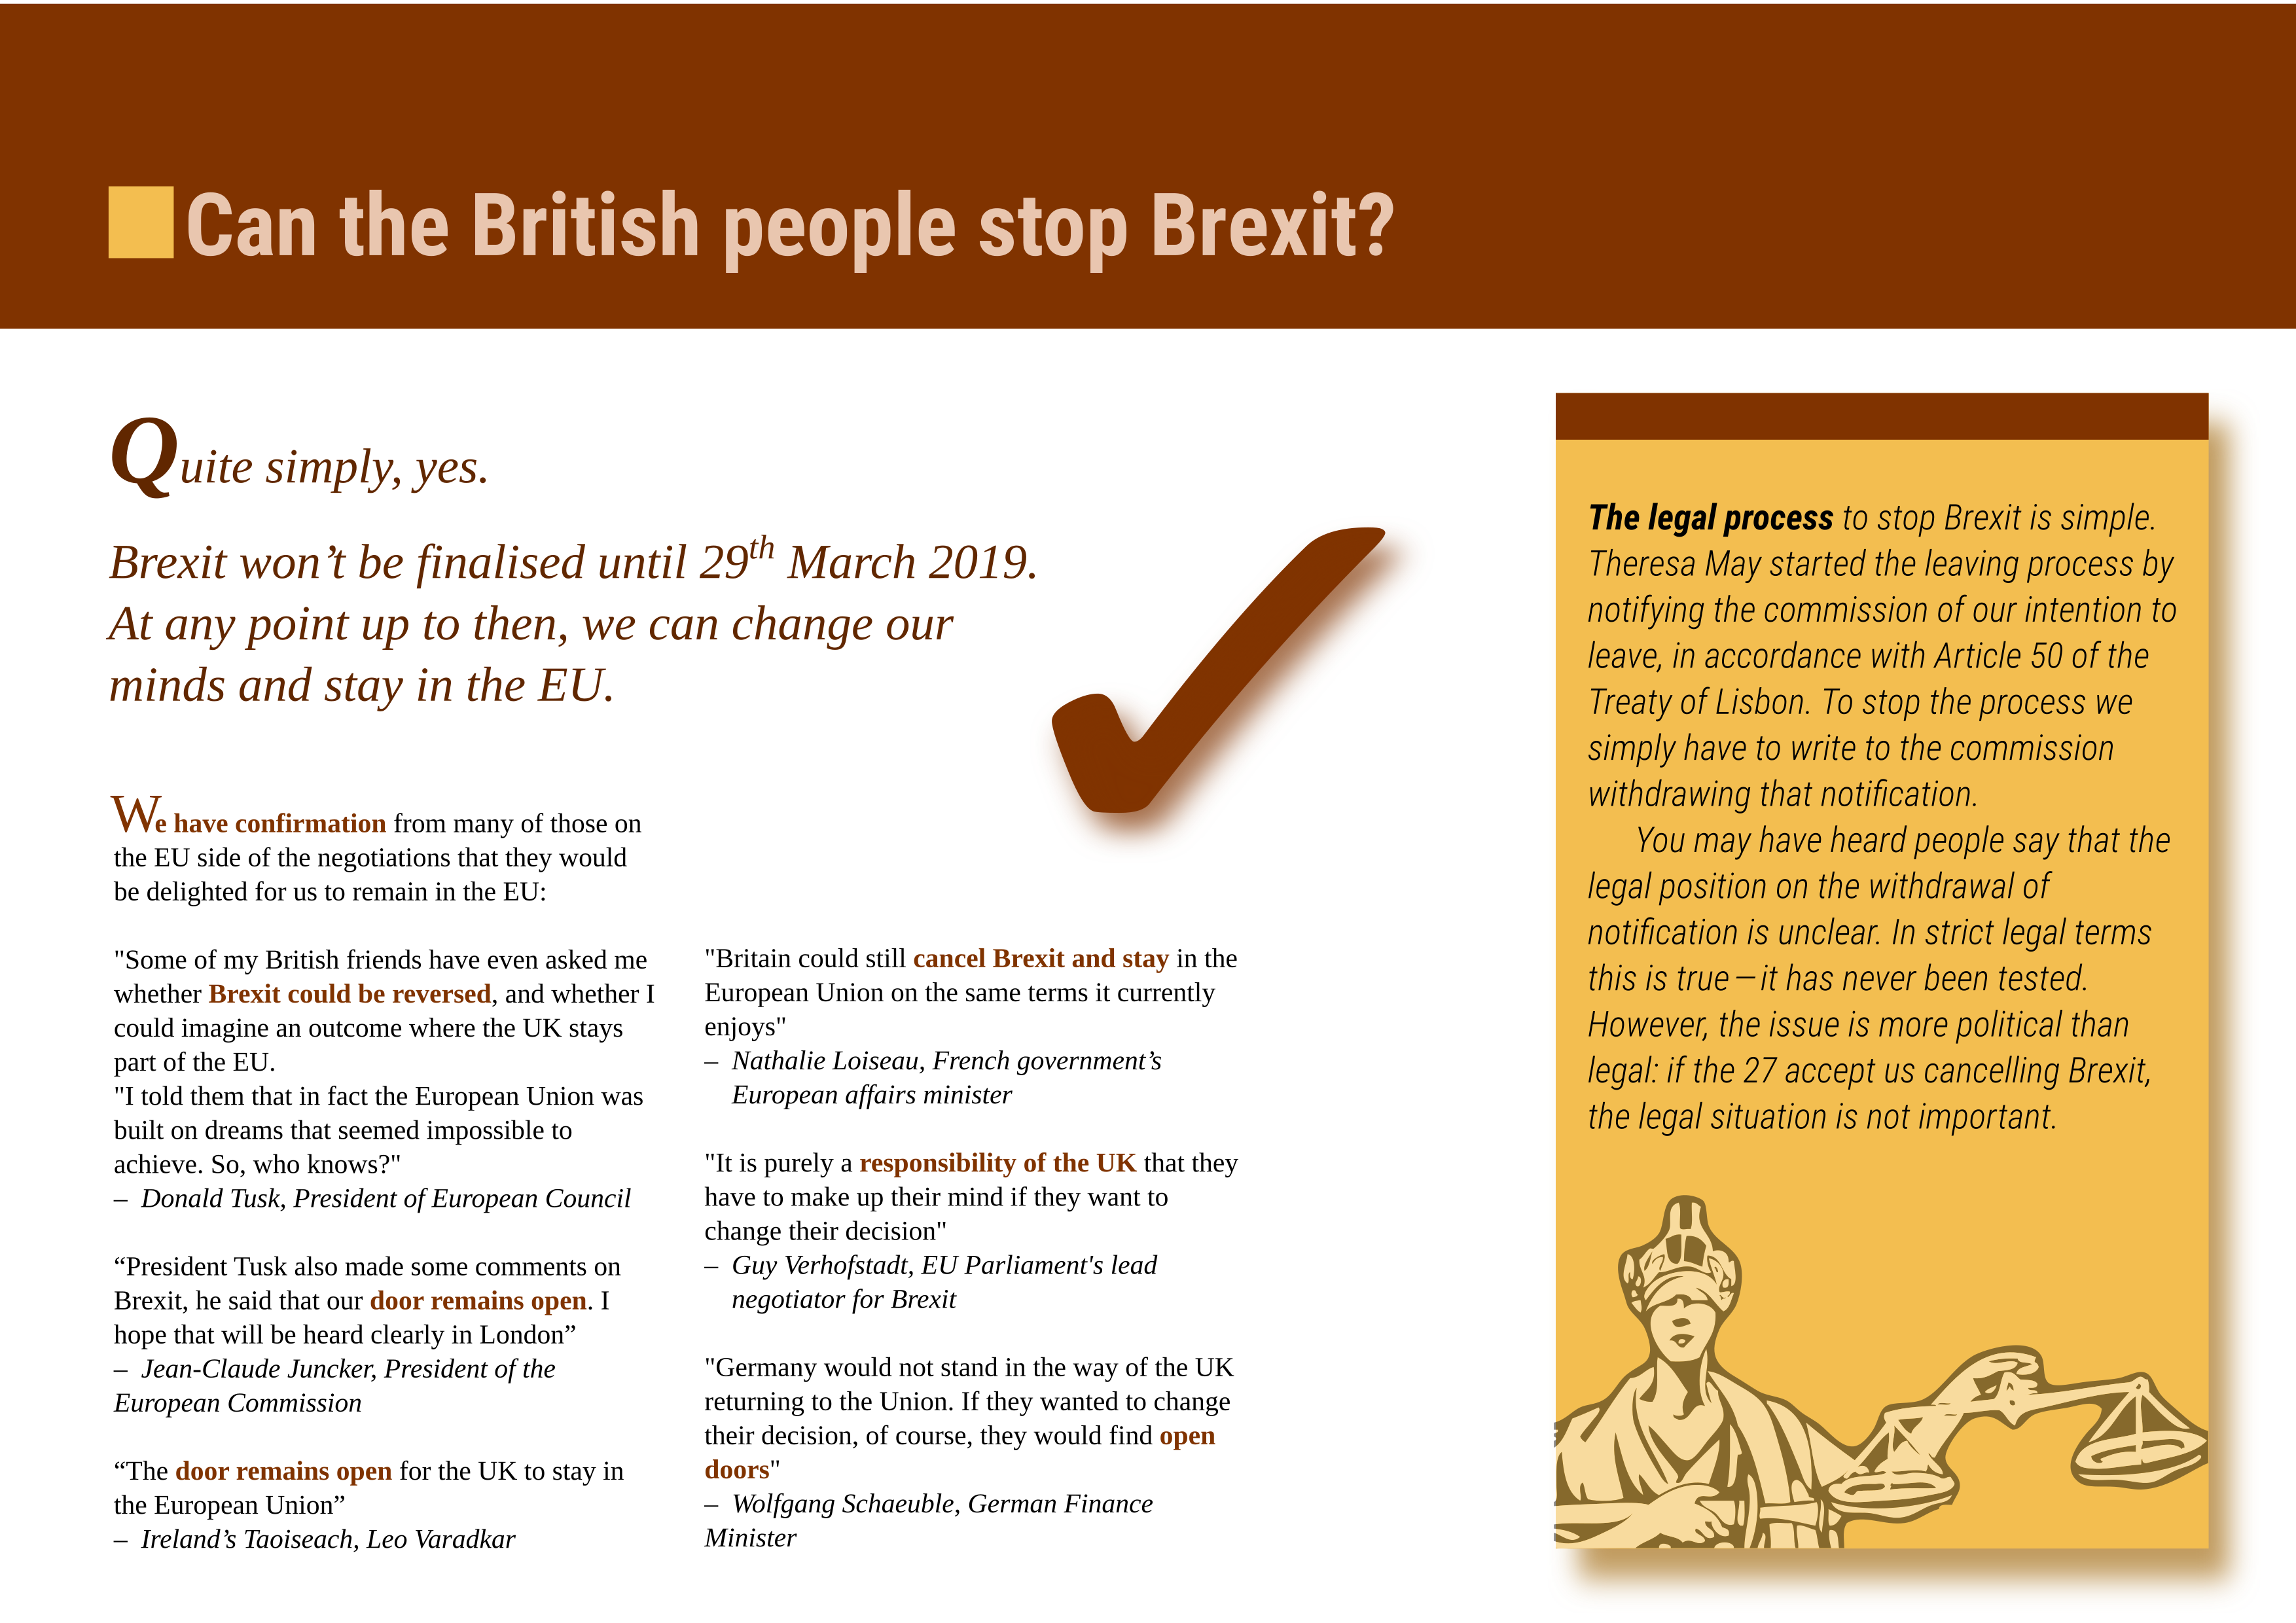 Can the British people stop Brexit?
Quite simply, yes.
Brexit won’t be finalised until 29th March 2019.
At any point up to then, we can change our
minds and stay in the EU.
We have confirmation from many of those on
the EU side of the negotiations that they would
be delighted for us to remain in the EU:
"Some of my British friends have even asked me
whether Brexit could be reversed, and whether I
could imagine an outcome where the UK stays
part of the EU.
"I told them that in fact the European Union was
built on dreams that seemed impossible to
achieve. So, who knows?"
– Donald Tusk, President of European Council
“President Tusk also made some comments on
Brexit, he said that our door remains open. I
hope that will be heard clearly in London”
– Jean-Claude Juncker, President of the
European Commission
“The door remains open for the UK to stay in
the European Union”
– Ireland’s Taoiseach, Leo Varadkar
"Britain could still cancel Brexit and stay in the
European Union on the same terms it currently
enjoys"
– Nathalie Loiseau, French government’s
European affairs minister
"It is purely a responsibility of the UK that they
have to make up their mind if they want to
change their decision"
– Guy Verhofstadt, EU Parliament's lead
negotiator for Brexit
"Germany would not stand in the way of the UK
returning to the Union. If they wanted to change
their decision, of course, they would find open
doors"
– Wolfgang Schaeuble, German Finance
Minister
The legal process to stop Brexit is simple.
Theresa May started the leaving process by
notifying the commission of our intention to
leave, in accordance with Article 50 of the
Treaty of Lisbon. To stop the process we
simply have to write to the commission
withdrawing that notification.
You may have heard people say that the
legal position on the withdrawal of
notification is unclear. In strict legal terms
this is true — it has never been tested.
However, the issue is more political than
legal: if the 27 accept us cancelling Brexit,
the legal situation is not important.